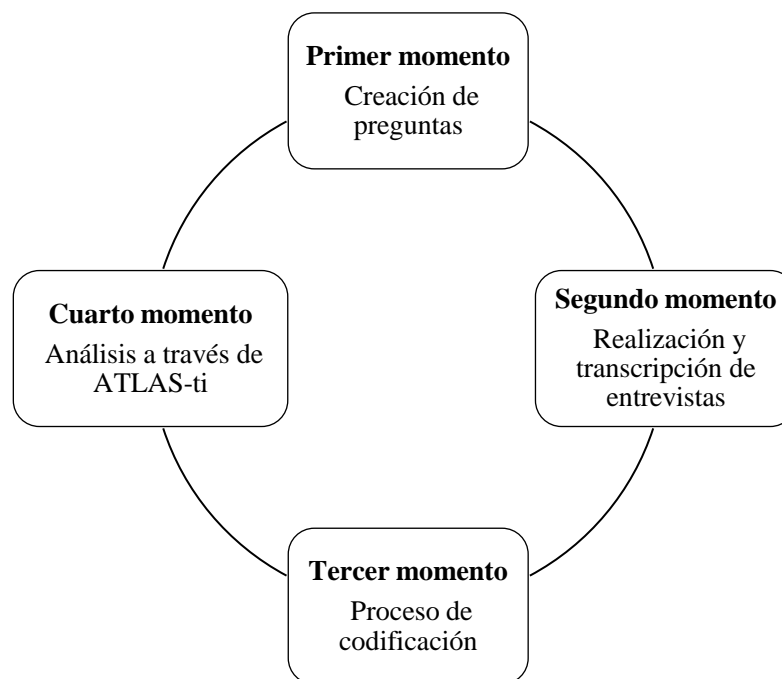 Primer momento
Creación de
preguntas
Segundo momento
Realización y
transcripción de
entrevistas
Tercer momento
Proceso de
codificación
Cuarto momento
Análisis a través de
ATLAS-ti